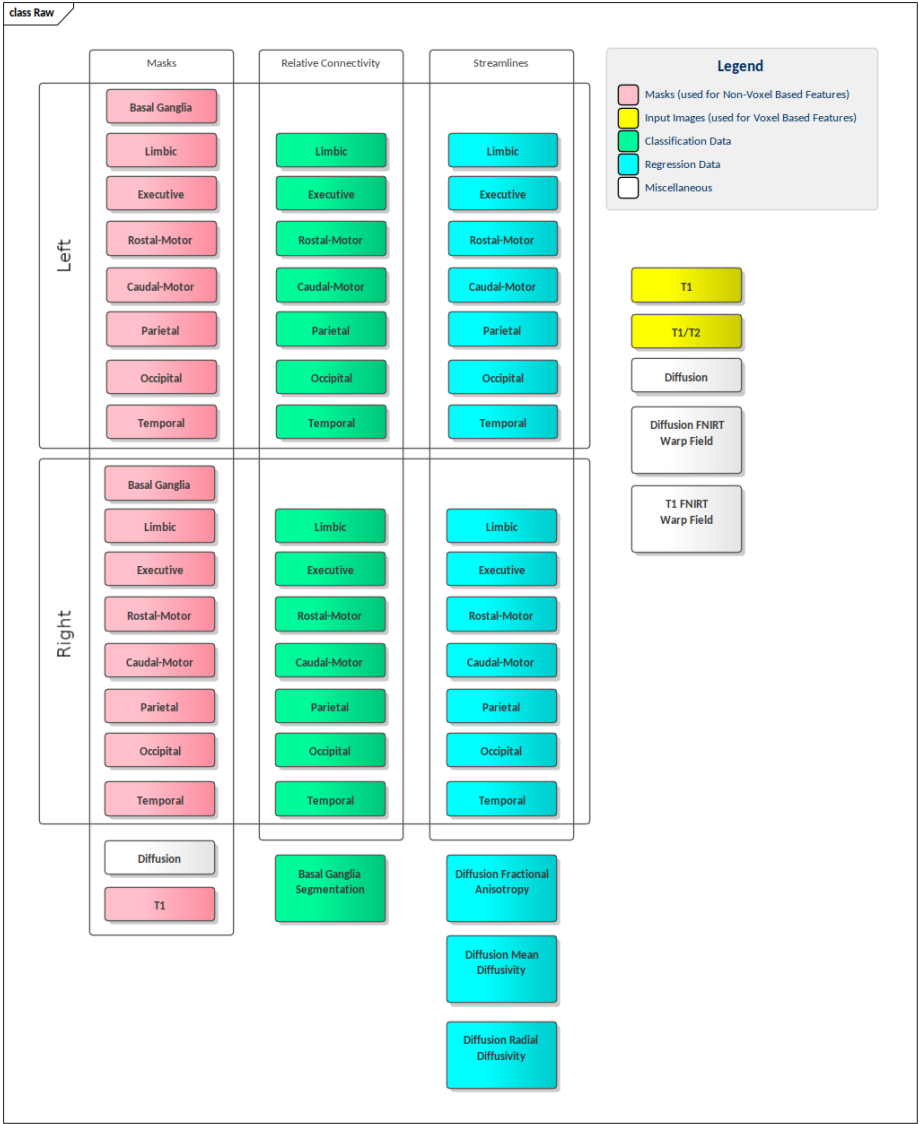 class Raw
Masks
Relative Connectivity
Streamlines
Legend
Masks (used for Non-Voxel Based Features)
Input Images (used for Voxel Based Features)
Classification Data
Regression Data
Miscellaneous
Left
Basal Ganglia
Limbic
Limbic
Limbic
Executive
Executive
Executive
Rostal-Motor
Rostal-Motor
Rostal-Motor
Caudal-Motor
Caudal-Motor
Caudal-Motor
Parietal
Parietal
Parietal
Occipital
Occipital
Occipital
Temporal
Temporal
Temporal
T1
T1/T2
Diffusion
Diffusion FNIRT
Warp Field
T1 FNIRT
Warp Field
Right
Basal Ganglia
Limbic
Limbic
Limbic
Executive
Executive
Executive
Rostal-Motor
Rostal-Motor
Rostal-Motor
Caudal-Motor
Caudal-Motor
Caudal-Motor
Parietal
Parietal
Parietal
Occipital
Occipital
Occipital
Temporal
Temporal
Temporal
Diffusion
T1
Basal Ganglia
Segmentation
Diffusion Fractional
Anisotropy
Diffusion Mean
Diffusivity
Diffusion Radial
Diffusivity